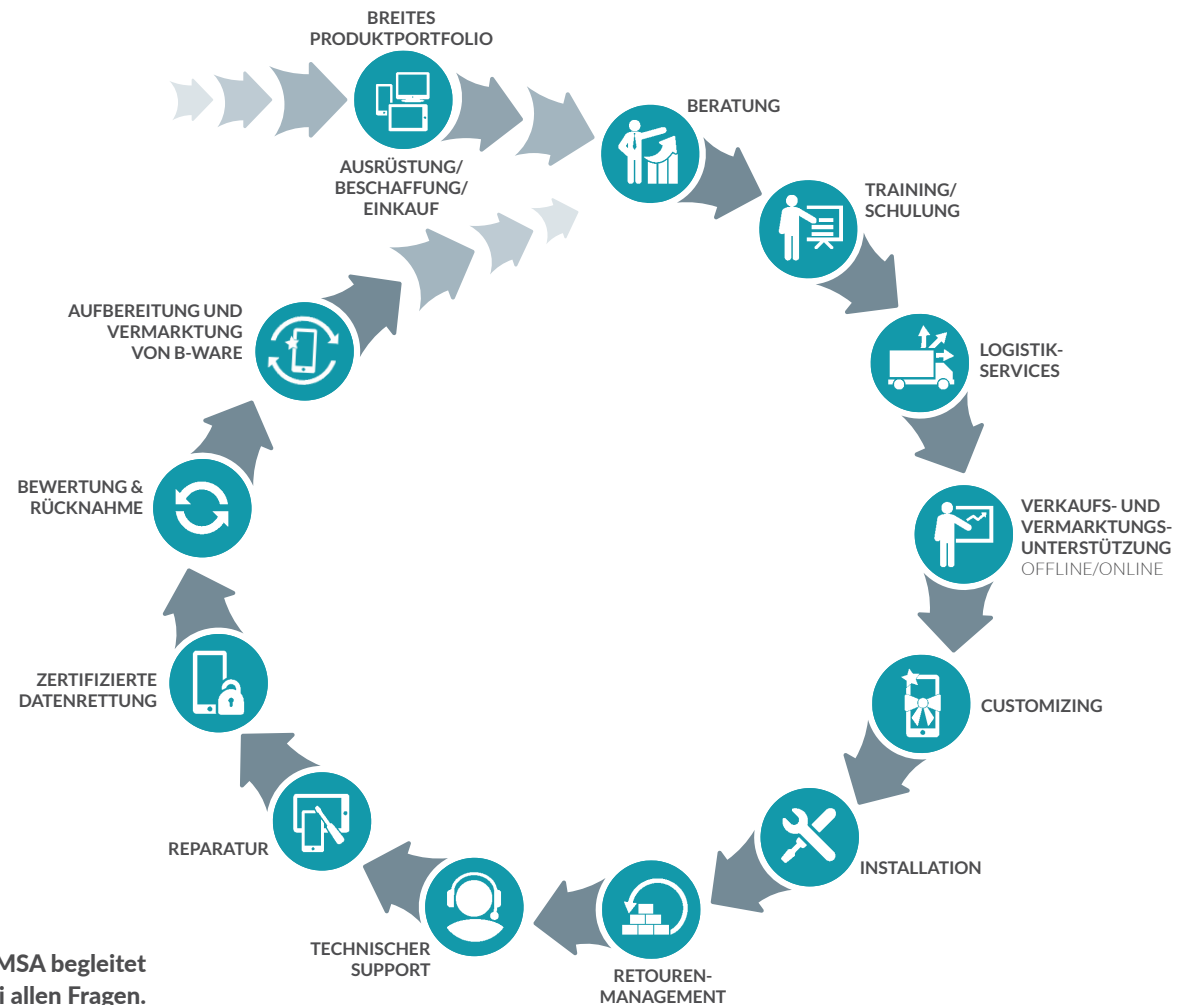 BREITES
PRODUKTPORTFOLIO
AUSRÜSTUNG/
BESCHAFFUNG/
EINKAUF
BERATUNG
TRAINING/
SCHULUNG
LOGISTIK-
SERVICES
VERKAUFS- UND
VERMARKTUNGS-
UNTERSTÜTZUNG
OFFLINE/ONLINE
CUSTOMIZING
INSTALLATION
RETOUREN-
MANAGEMENT
TECHNISCHER
SUPPORT
REPARATUR
ZERTIFIZIERTE
DATENRETTUNG
BEWERTUNG &
RÜCKNAHME
AUFBEREITUNG UND
VERMARKTUNG
VON B-WARE
MSA begleitet
i allen Fragen.